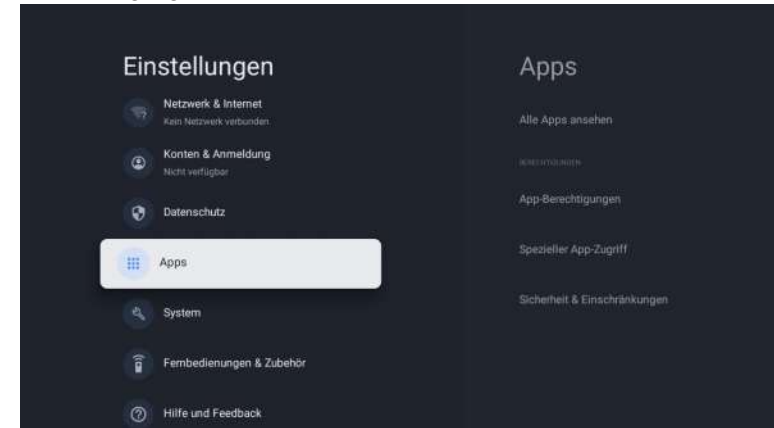 Einstellungen
Netzwerk & Internet
Kein Netzwerk verbunden
Konten & Anmeldung
Nicht verfügbar
Datenschutz
Apps
System
Fernbedienungen & Zubehör
Hilfe und Feedback
Apps
Alle Apps ansehen
BERECHTIGUNGEN
App-Berechtigungen
Spezieller App-Zugriff
Sicherheit & Einschränkungen